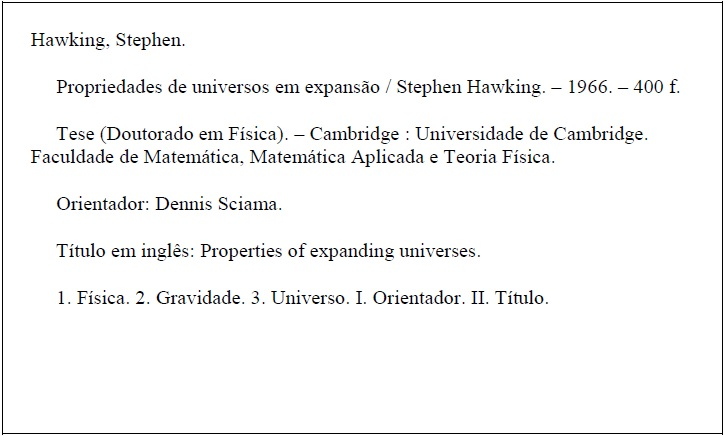 Hawking, Stephen.
Propriedades de universos em expansão / Stephen Hawking. – 1966. – 400 f.
Tese (Doutorado em Física). – Cambridge : Universidade de Cambridge.
Faculdade de Matemática, Matemática Aplicada e Teoria Física.
Orientador: Dennis Sciama.
Título em inglês: Properties of expanding universes.
1. Física. 2. Gravidade. 3. Universo. I. Orientador. II. Título.